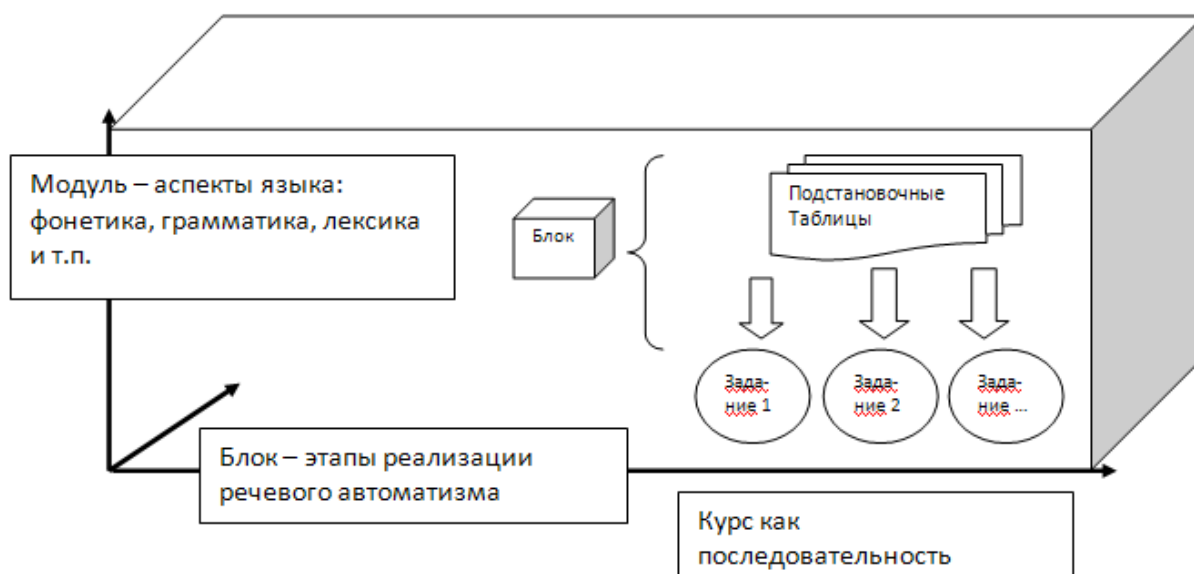 Модуль – аспекты языка:
фонетика, грамматика, лексика
и т.п.
Блок
Подстановочные
Таблицы
Зада-
ние 1
Зада-
ние 2
Зада-
ние ...
Блок – этапы реализации
речевого автоматизма
Курс как
последовательность